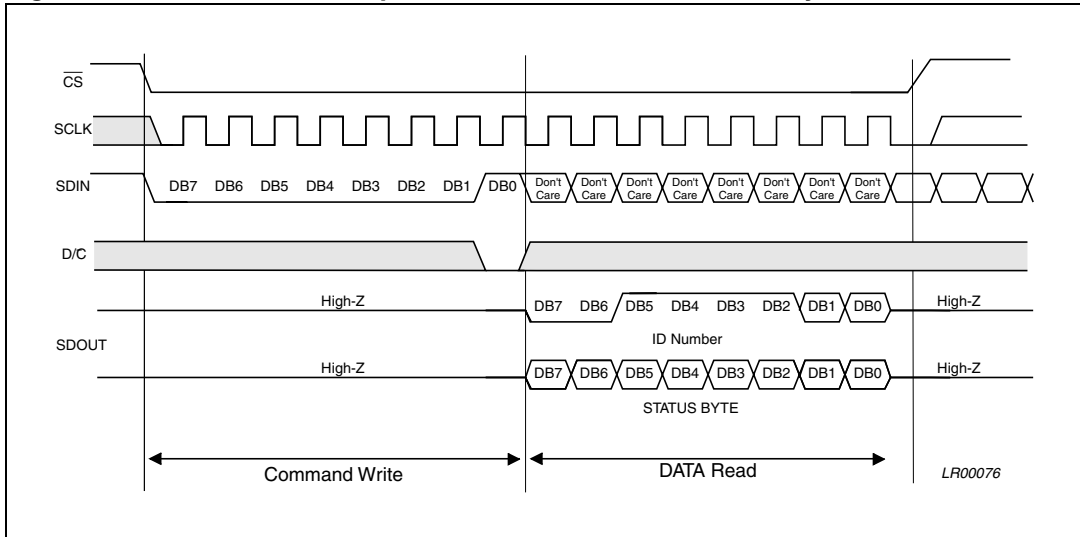 CS
SCLK
SDIN DB7 DB6 DB5 DB4 DB3 DB2 DB1 DB0 Don't Care Don't Care Don't Care Don't Care Don't Care Don't Care Don't Care Don't Care
D/C
High-Z DB7 DB6 DB5 DB4 DB3 DB2 DB1 DB0 High-Z
ID Number
SDOUT
High-Z DB7 DB6 DB5 DB4 DB3 DB2 DB1 DB0 High-Z
STATUS BYTE
Command Write DATA Read LR00076